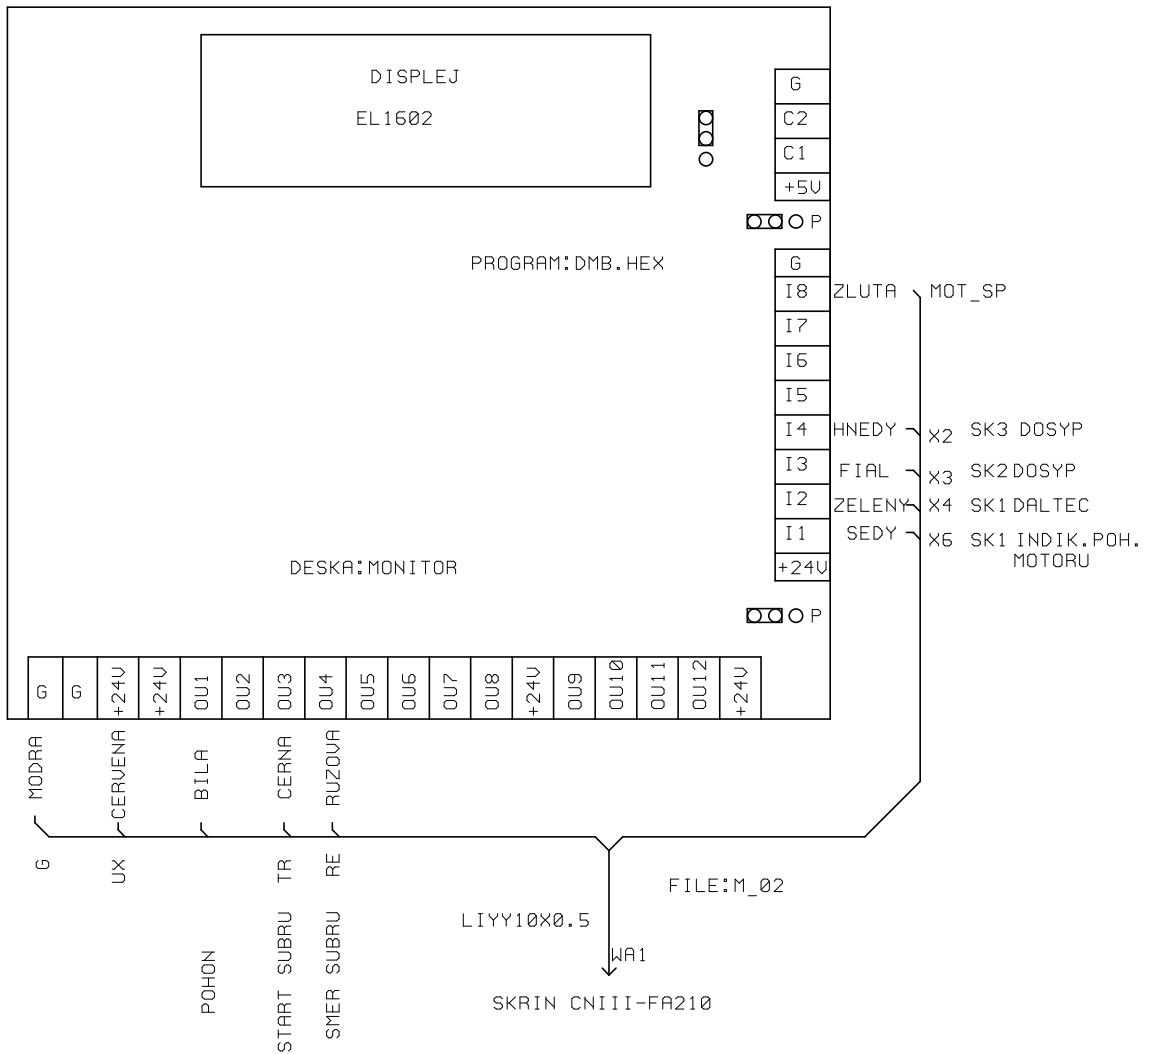 DISPLEJ
EL1602
G
C2
C1
+5V
P
PROGRAM:DMB.HEX
G
I8 ZLUTA MOT_SP
I7
I6
I5
I4 HNEDY X2 SK3 DOSYP
I3 FIAL X3 SK2 DOSYP
I2 ZELENY X4 SK1 DALTEC
I1 SEDY X6 SK1 INDIK.POH.
MOTORU
+24V
DESKA:MONITOR
P
G
G
+24V
+24V
OU1
OU2
OU3
OU4
OU5
OU6
OU7
OU8
+24V
OU9
OU10
OU11
OU12
+24V
MODRA
CERVENA
BILA
CERNA
RUZOVA
G
UX
POHON
START SUBRU TR
SMER SUBRU RE
FILE:M_02
LIYY10X0.5
WA1
SKRIN CNIII-FA210